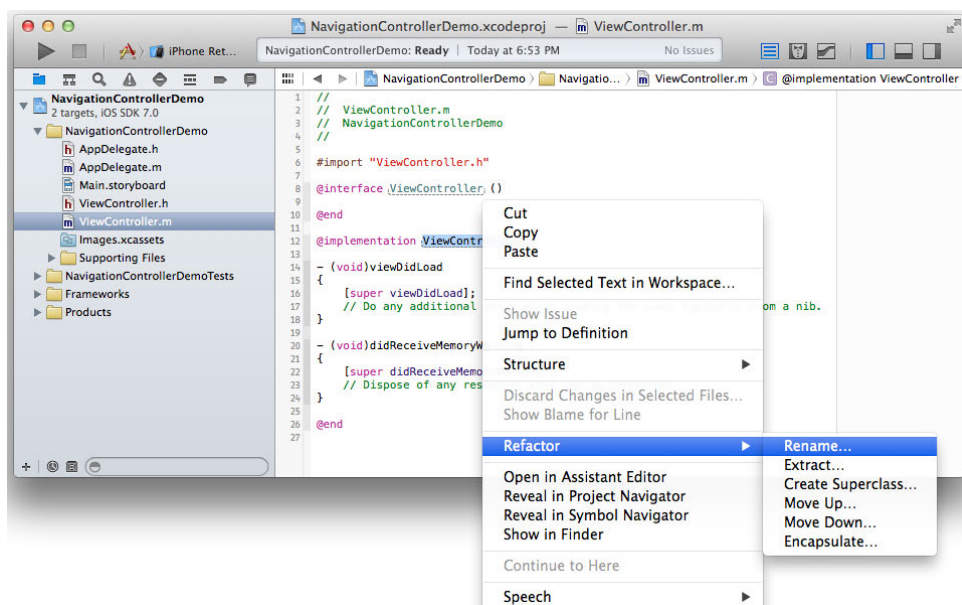 NavigationControllerDemo.xcodeproj — ViewController.m
iPhone Ret...
NavigationControllerDemo: Ready | Today at 6:53 PM
No Issues
NavigationControllerDemo
2 targets, iOS SDK 7.0
NavigationControllerDemo
AppDelegate.h
AppDelegate.m
Main.storyboard
ViewController.h
ViewController.m
Images.xcassets
Supporting Files
NavigationControllerDemoTests
Frameworks
Products
NavigationControllerDemo
Navigatio...
ViewController.m
@implementation ViewController
1 //
2 // ViewController.m
3 // NavigationControllerDemo
4 //
5
6 #import "ViewController.h"
7
8 @interface ViewController ()
9
10 @end
11
12 @implementation ViewContr
13
14 - (void)viewDidLoad
15 {
16 [super viewDidLoad];
17 // Do any additional om a nib.
18 }
19
20 - (void)didReceiveMemoryW
21 {
22 [super didReceiveMemo
23 // Dispose of any res
24 }
25
26 @end
27
Cut
Copy
Paste
Find Selected Text in Workspace...
Show Issue
Jump to Definition
Structure
Discard Changes in Selected Files...
Show Blame for Line
Refactor
Open in Assistant Editor
Reveal in Project Navigator
Reveal in Symbol Navigator
Show in Finder
Continue to Here
Speech
Rename...
Extract...
Create Superclass...
Move Up...
Move Down...
Encapsulate...